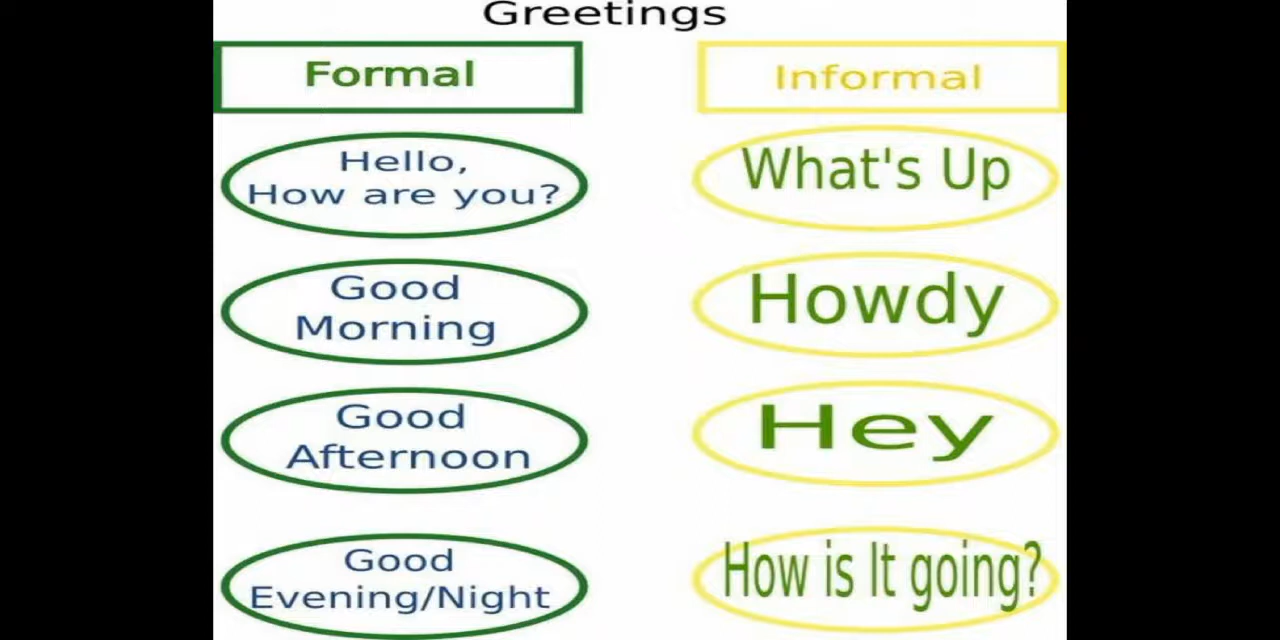 Greetings
Formal
Informal
Hello,
How are you?
What's Up
Good
Morning
Howdy
Good
Afternoon
Hey
Good
Evening/Night
How is It going?